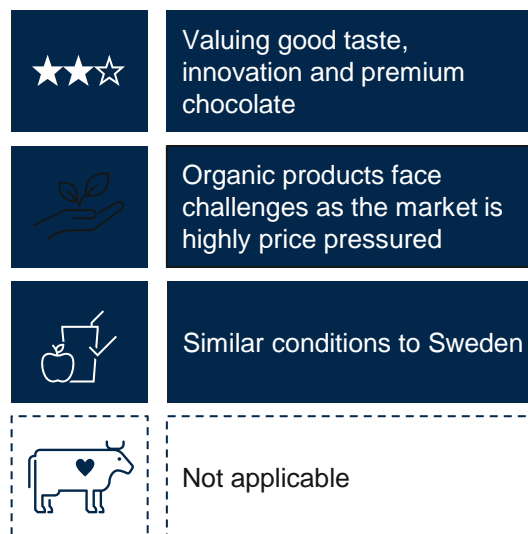 Valuing good taste,
innovation and premium
chocolate
Organic products face
challenges as the market is
highly price pressured
Similar conditions to Sweden
Not applicable